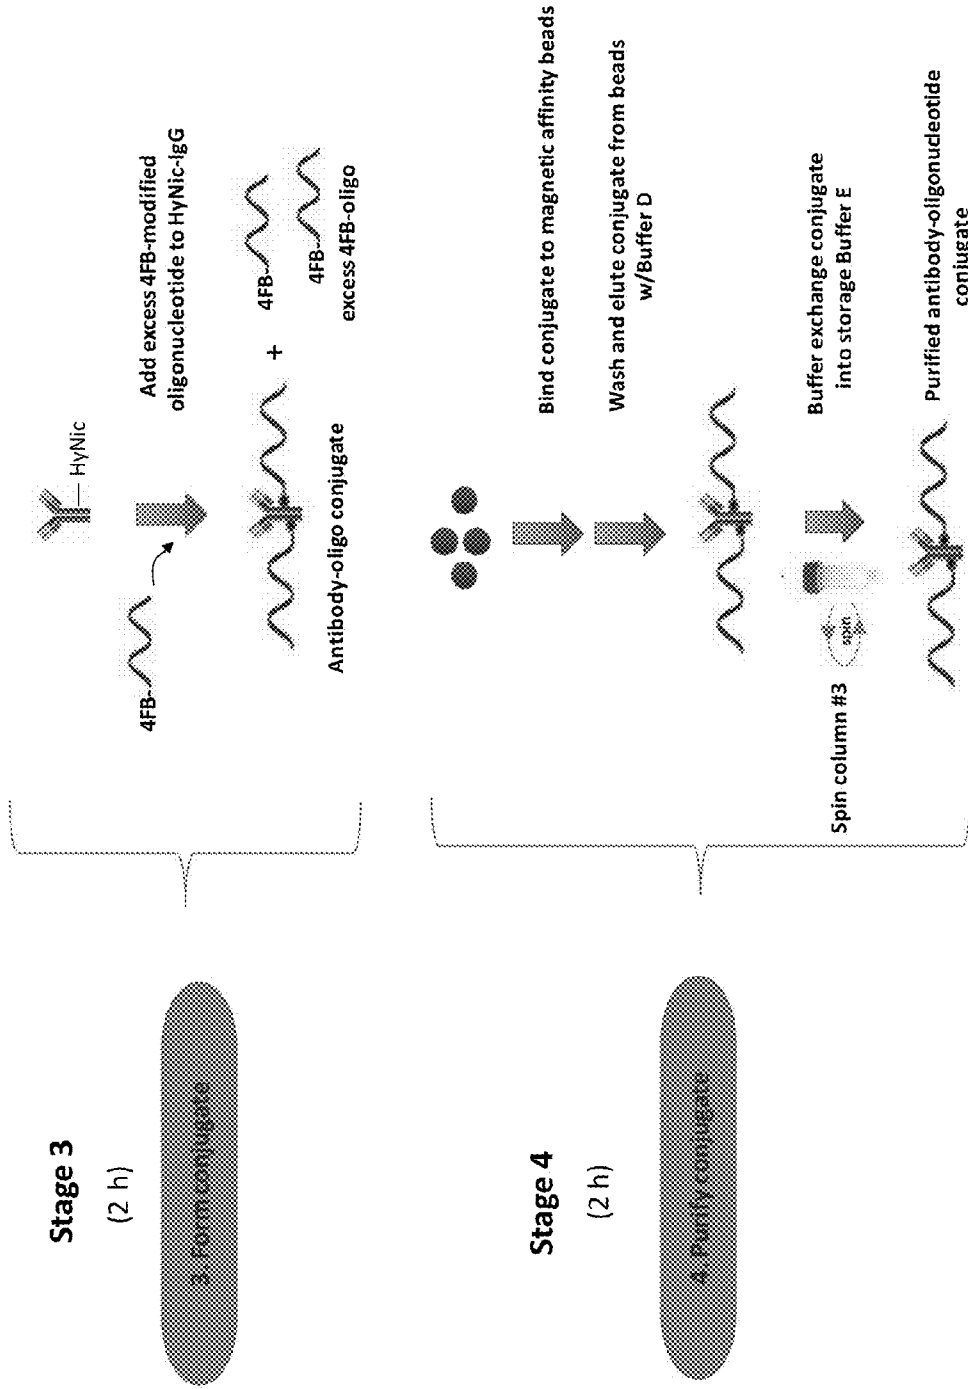 Stage 3
(2 h)
3. Form conjugate
4FB-
HyNic
Add excess 4FB-modified
oligonucleotide to HyNic-IgG
Antibody-oligo conjugate
+
4FB-
4FB-
excess 4FB-oligo
Stage 4
(2 h)
4. Purify conjugate
Bind conjugate to magnetic affinity beads
Wash and elute conjugate from beads
w/Buffer D
Spin column #3
spin
Buffer exchange conjugate
into storage Buffer E
Purified antibody-oligonucleotide
conjugate